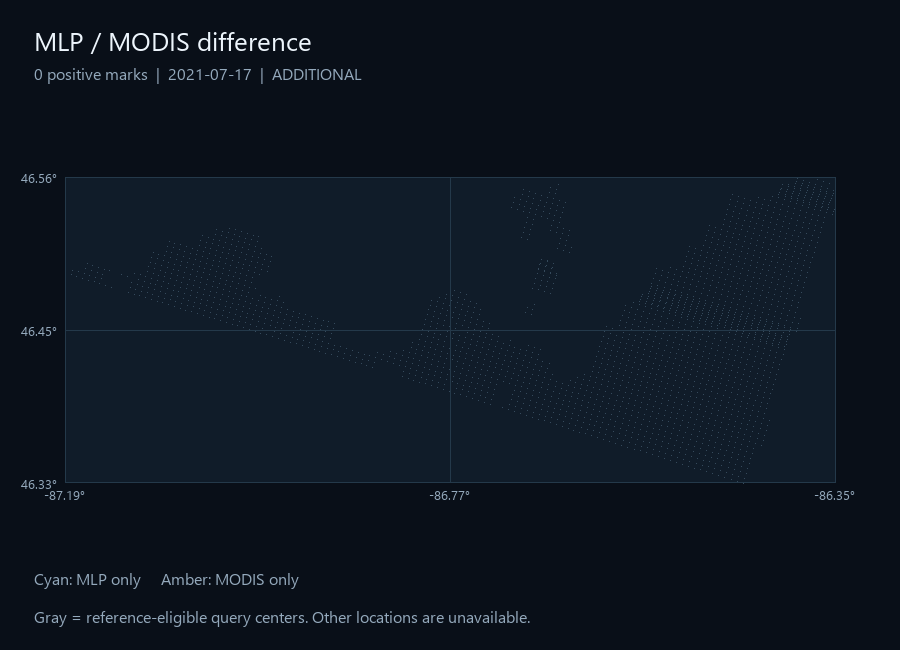 MLP / MODIS difference
0 positive marks | 2021-07-17 | ADDITIONAL
46.56°
46.45°
46.33°
-87.19° -86.77° -86.35°
Cyan: MLP only Amber: MODIS only
Gray = reference-eligible query centers. Other locations are unavailable.